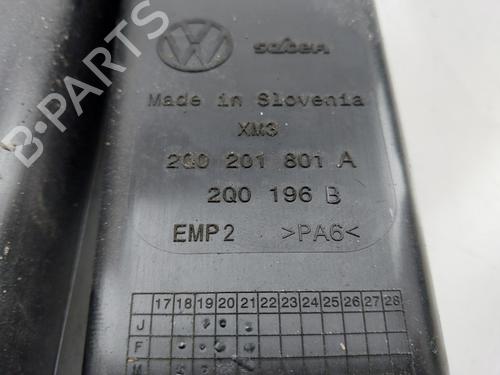 VW saben
Made in Slovenia
XM3
2Q0 201 801 A
2Q0 196 B
EMP2 >PA6<
17 18 19 20 21 22 23 24 25 26 27 28
J
F
M
B-PARTS